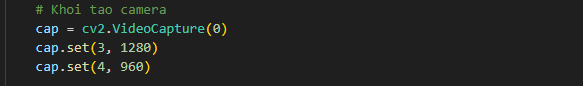 # Khoi tao camera
cap = cv2.VideoCapture(0)
cap.set(3, 1280)
cap.set(4, 960)